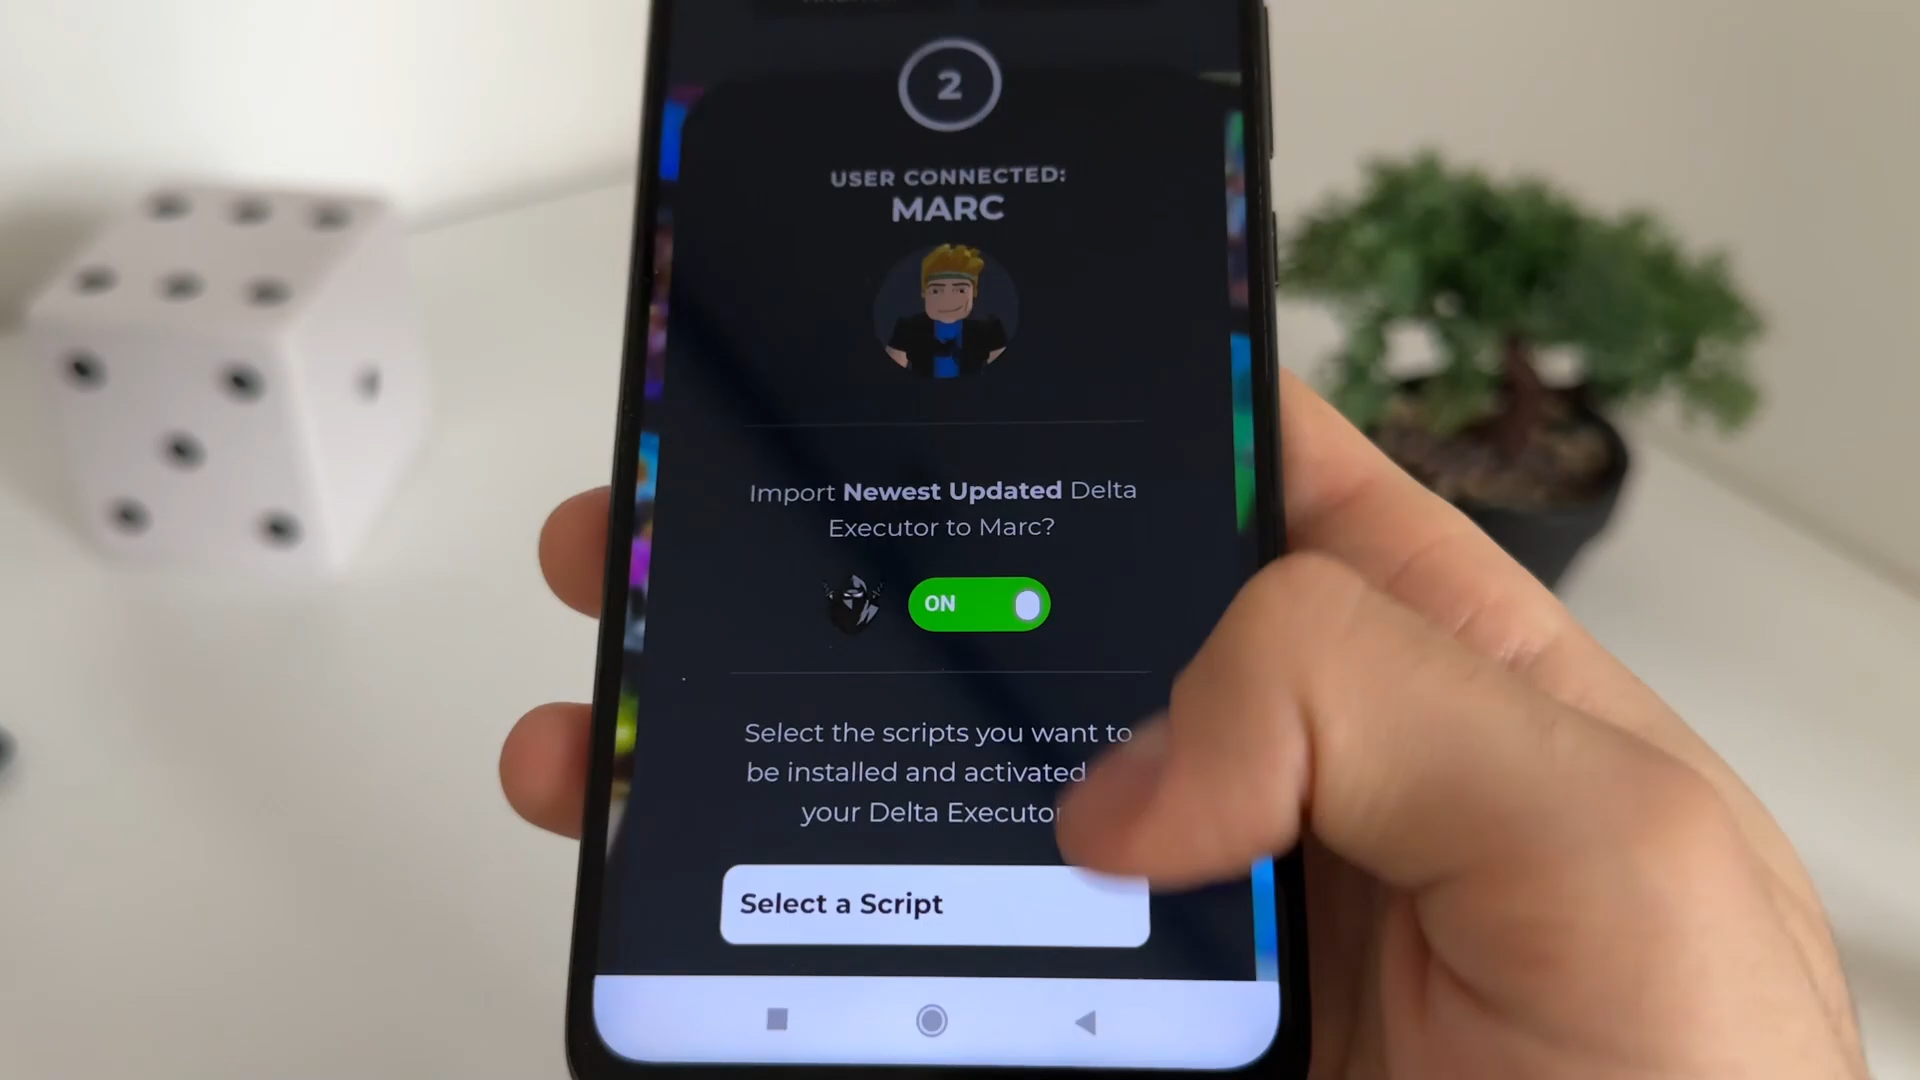 2
USER CONNECTED:
MARC
Import Newest Updated Delta
Executor to Marc?
ON
Select the scripts you want to
be installed and activated
your Delta Executor
Select a Script